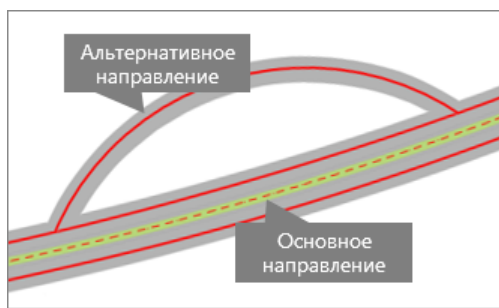 Альтернативное
направление
Основное
направление